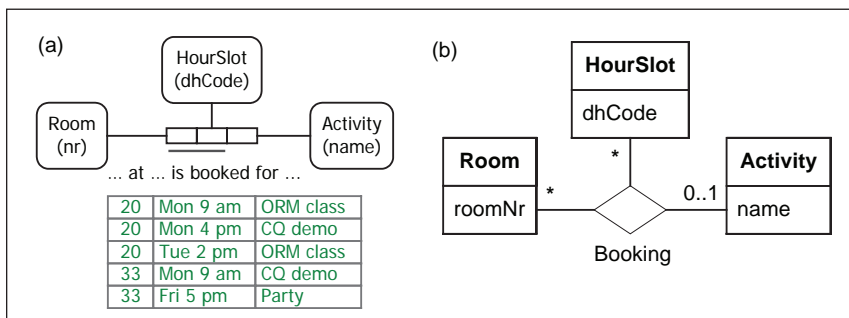 (a)
HourSlot
(dhCode)
Room
(nr)
Activity
(name)
... at ... is booked for ...
20 Mon 9 am ORM class
20 Mon 4 pm CQ demo
20 Tue 2 pm ORM class
33 Mon 9 am CQ demo
33 Fri 5 pm Party
(b)
HourSlot
dhCode
*
Room
roomNr
*
0..1
Activity
name
Booking